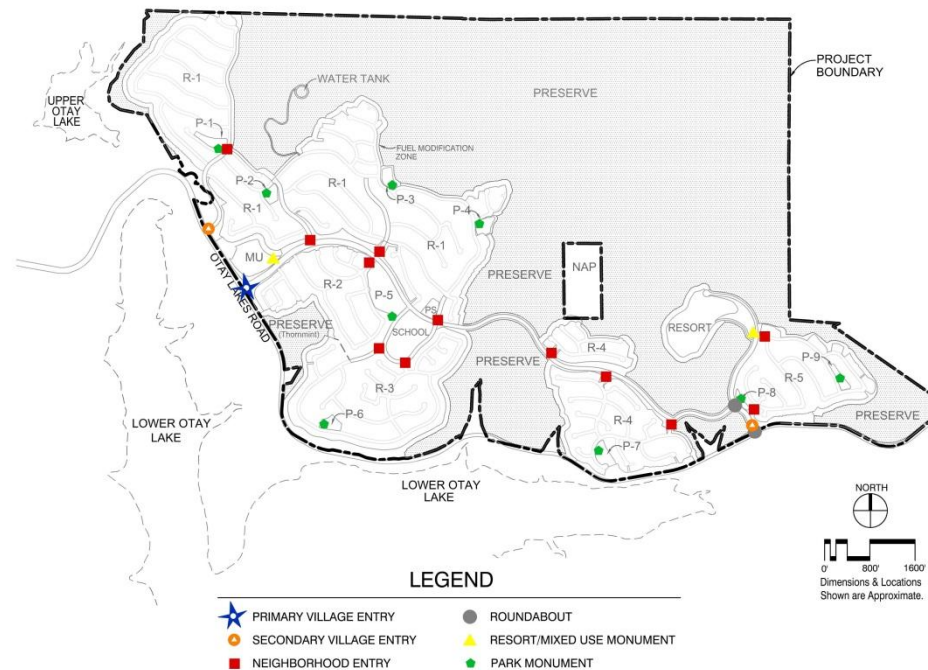 R-1
WATER TANK
PROJECT
BOUNDARY
PRESERVE
UPPER
OTAY
LAKE
P-1
FUEL MODIFICATION
ZONE
P-2
R-1
P-3
R-1
P-4
R-1
MU
R-2
PRESERVE
NAP
OTAY LAKES ROAD
P-5
PS
RESORT
PRESERVE
(Thornmint)
SCHOOL
PRESERVE
R-4
P-9
R-3
R-5
P-8
P-6
R-4
PRESERVE
LOWER OTAY
LAKE
P-7
LOWER OTAY
LAKE
NORTH
0' 800' 1600'
Dimensions & Locations
Shown are Approximate.
LEGEND
PRIMARY VILLAGE ENTRY
ROUNDABOUT
SECONDARY VILLAGE ENTRY
RESORT/MIXED USE MONUMENT
NEIGHBORHOOD ENTRY
PARK MONUMENT